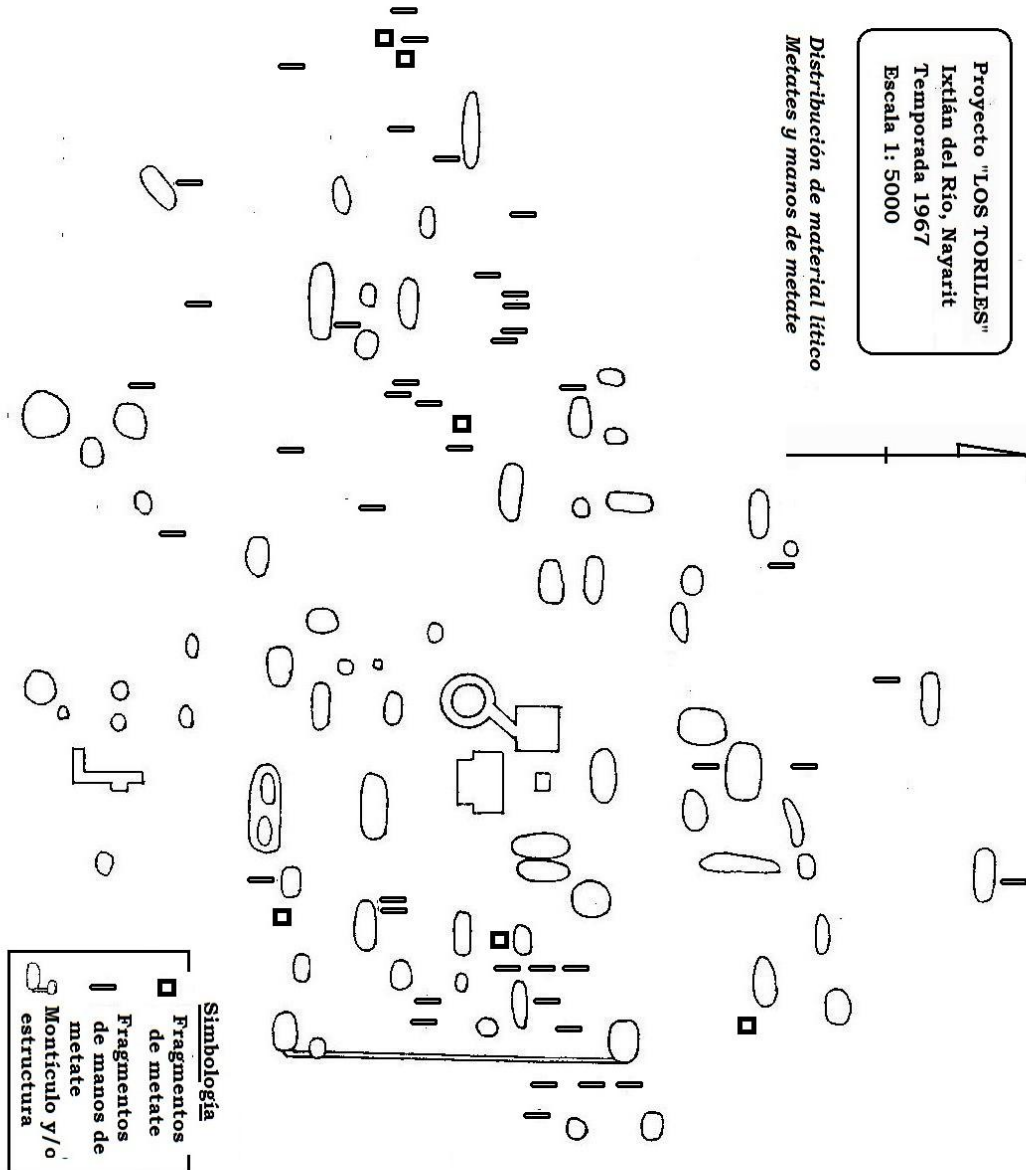 Proyecto "LOS TORILES"
Ixtlán del Río, Nayarit
Temporada 1967
Escala 1: 5000
Distribución de material lítico
Metates y manos de metate
Simbología
Fragmentos
de metate
Fragmentos
de manos de
metate
Montículo y/o
estructura